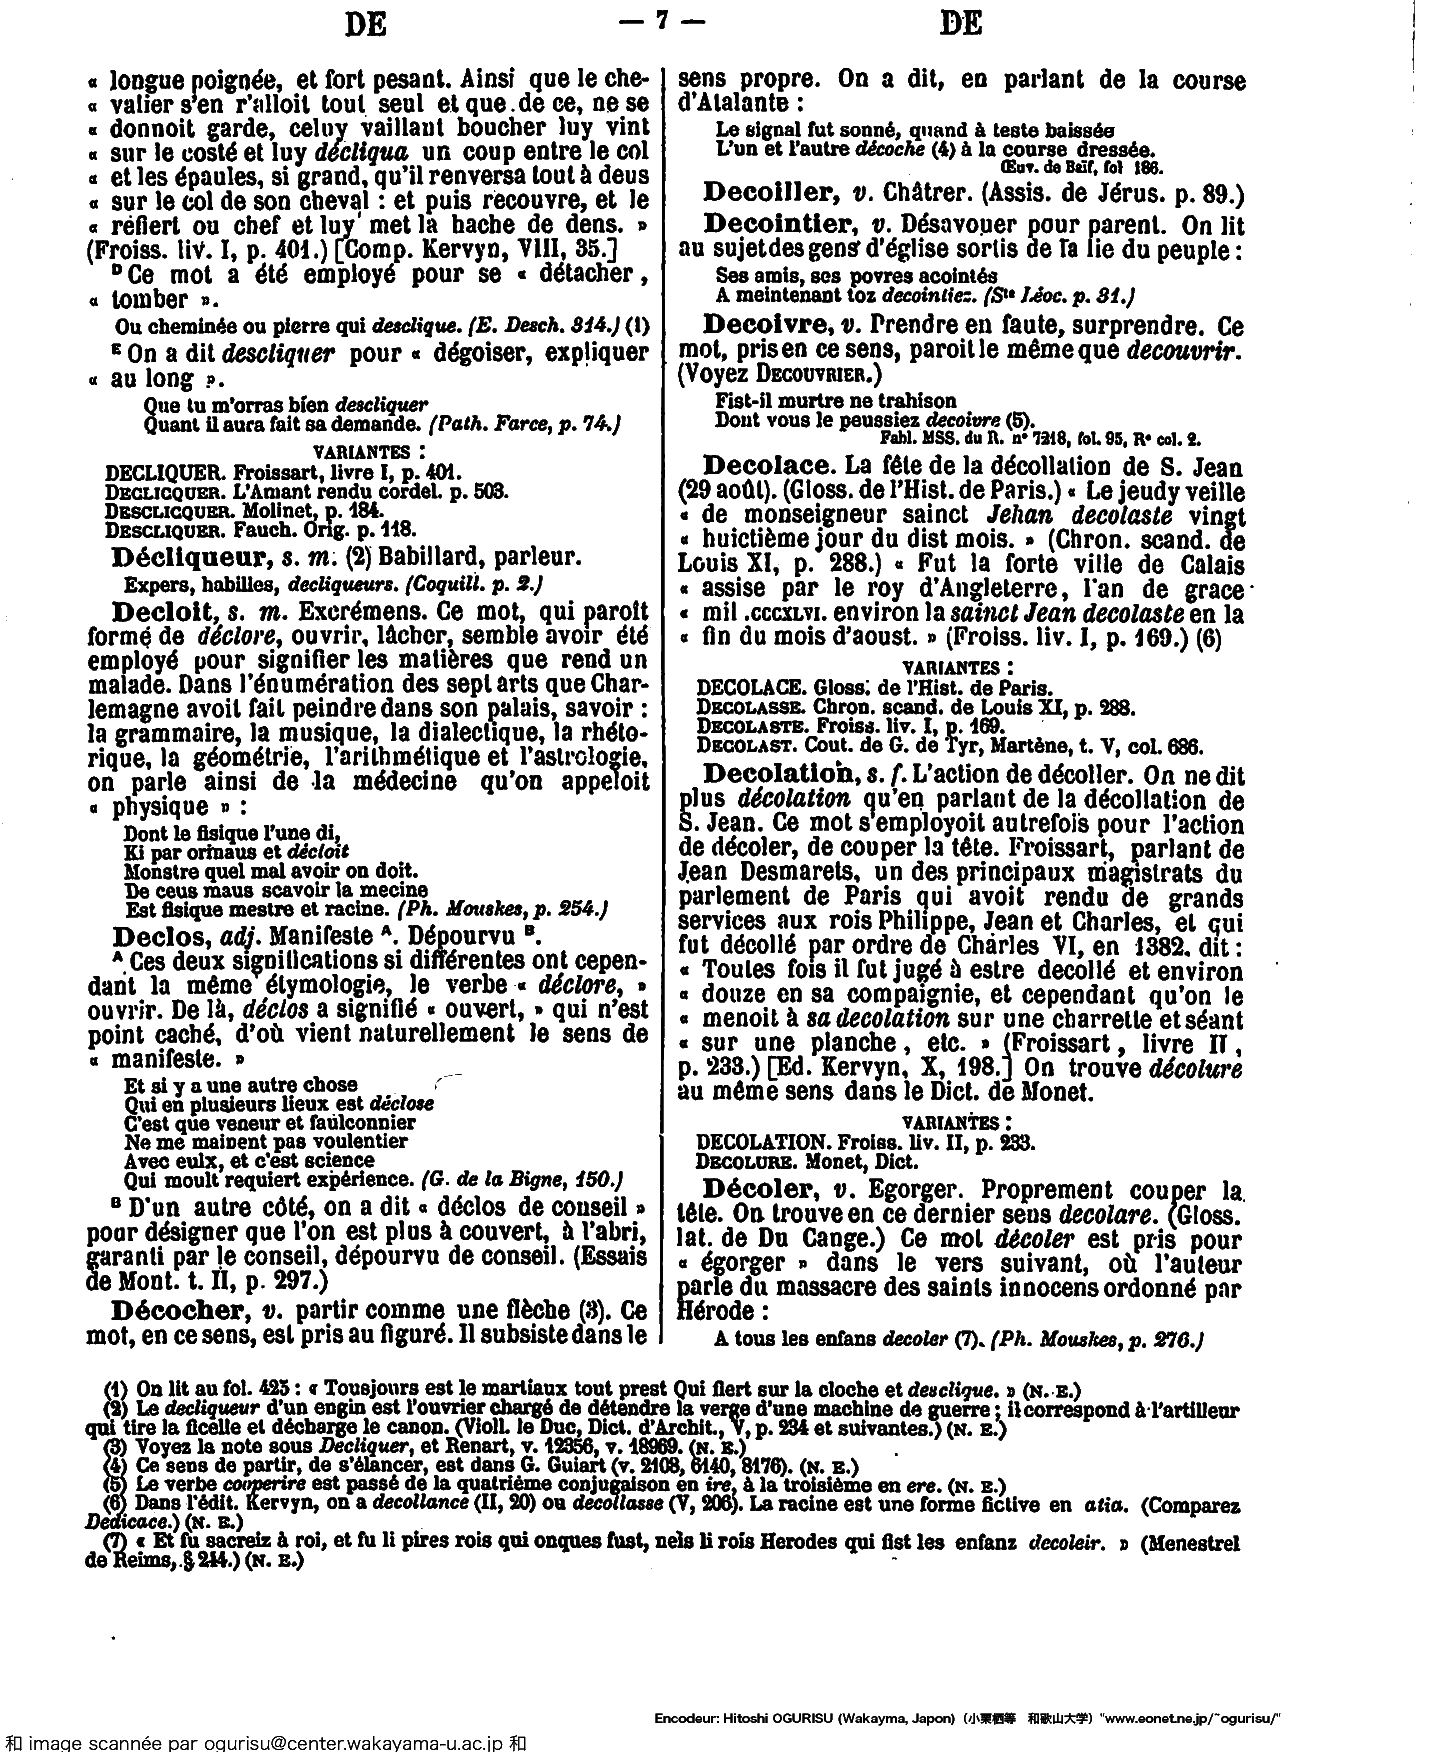 DE — 7 — DE
« longue poignée, et fort pesant. Ainsi que le che-
« valier s'en r'alloit tout seul et que de ce, ne se
« donnoit garde, celuy vaillant boucher luy vint
« sur le costé et luy décliqua un coup entre le col
« et les épaules, si grand, qu'il renversa tout à deus
« sur le col de son cheval : et puis recouvre, et le
« refiert ou chef et luy met la hache de dens. »
(Froiss. liv. I, p. 401.) [Comp. Kervyn, VIII, 35.]
D Ce mot a été employé pour se « détacher,
« tomber ».
Ou cheminée ou pierre qui desclique. (E. Desch. 314.) (1)
E On a dit descliquer pour « dégoiser, expliquer
« au long ».
Que tu m'orras bien descliquer
Quant il aura fait sa demande. (Path. Farce, p. 74.)
VARIANTES :
DECLIQUER. Froissart, livre I, p. 401.
DECLICQUER. L'Amant rendu cordel. p. 503.
DESCLICQUER. Molinet, p. 184.
DESCLIQUER. Fauch. Orig. p. 118.
Décliqueur, s. m. (2) Babillard, parleur.
Expers, habilles, decliqueurs. (Coquill. p. 2.)
Decloit, s. m. Excrémens. Ce mot, qui paroît
formé de déclore, ouvrir, lâcher, semble avoir été
employé pour signifier les matières que rend un
malade. Dans l'énumération des sept arts que Char-
lemagne avoit fait peindre dans son palais, savoir :
la grammaire, la musique, la dialectique, la rhéto-
rique, la géométrie, l'arithmétique et l'astrologie,
on parle ainsi de la médecine qu'on appeloit
« physique » :
Dont le fisique l'une di,
Ki par orinaus et décloit
Monstre quel mal avoir on doit.
De ceus maus scavoir la mecine
Est fisique mestre et racine. (Ph. Mouskes, p. 254.)
Declos, adj. Manifeste A. Dépourvu B.
A Ces deux significations si différentes ont cepen-
dant la même étymologie, le verbe « déclore, »
ouvrir. De là, déclos a signifié « ouvert, » qui n'est
point caché, d'où vient naturellement le sens de
« manifeste. »
Et si y a une autre chose
Qui en plusieurs lieux est déclose
C'est que veneur et faulconnier
Ne me mainent pas voulentier
Avec eulx, et c'est science
Qui moult requiert expérience. (G. de la Bigne, 150.)
B D'un autre côté, on a dit « déclos de conseil »
pour désigner que l'on est plus à couvert, à l'abri,
garanti par le conseil, dépourvu de conseil. (Essais
de Mont. t. II, p. 297.)
Décocher, v. partir comme une flèche (3). Ce
mot, en ce sens, est pris au figuré. Il subsiste dans le
sens propre. On a dit, en parlant de la course
d'Atalante :
Le signal fut sonné, quand à teste baissée
L'un et l'autre décoche (4) à la course dressée.
Œuv. de Baïf, fol 186.
Decoiller, v. Châtrer. (Assis. de Jérus. p. 89.)
Decointier, v. Désavouer pour parent. On lit
au sujet des gens d'église sortis de la lie du peuple :
Ses amis, ses povres acointés
A meintenant toz decointiez. (Ste Léoc. p. 31.)
Decoivre, v. Prendre en faute, surprendre. Ce
mot, pris en ce sens, paroit le même que decouvrir.
(Voyez DECOUVRIER.)
Fist-il murtre ne trahison
Dont vous le peussiez decoivre (5).
Fabl. MSS. du R. n° 7218, fol. 95, R° col. 2.
Decolace. La fête de la décollation de S. Jean
(29 août). (Gloss. de l'Hist. de Paris.) « Le jeudy veille
« de monseigneur sainct Jehan decolaste vingt
« huictième jour du dist mois. » (Chron. scand. de
Louis XI, p. 288.) « Fut la forte ville de Calais
« assise par le roy d'Angleterre, l'an de grace
« mil .CCCXLVI. environ la sainct Jean decolaste en la
« fin du mois d'aoust. » (Froiss. liv. I, p. 169.) (6)
VARIANTES :
DECOLACE. Gloss. de l'Hist. de Paris.
DECOLASSE. Chron. scand. de Louis XI, p. 288.
DECOLASTE. Froiss. liv. I, p. 169.
DECOLAST. Cout. de G. de Tyr, Martène, t. V, col. 686.
Decolation, s. f. L'action de décoller. On ne dit
plus décolation qu'en parlant de la décollation de
S. Jean. Ce mot s'employoit autrefois pour l'action
de décoler, de couper la tête. Froissart, parlant de
Jean Desmarets, un des principaux magistrats du
parlement de Paris qui avoit rendu de grands
services aux rois Philippe, Jean et Charles, et qui
fut décollé par ordre de Charles VI, en 1382, dit :
« Toutes fois il fut jugé à estre decollé et environ
« douze en sa compaignie, et cependant qu'on le
« menoit à sa decolation sur une charrette et séant
« sur une planche, etc. » (Froissart, livre II,
p. 233.) [Ed. Kervyn, X, 198.] On trouve décolure
au même sens dans le Dict. de Monet.
VARIANTES :
DECOLATION. Froiss. liv. II, p. 233.
DECOLURE. Monet, Dict.
Décoler, v. Egorger. Proprement couper la
tête. On trouve en ce dernier sens decolare. (Gloss.
lat. de Du Cange.) Ce mot décoler est pris pour
« égorger » dans le vers suivant, où l'auteur
parle du massacre des saints innocens ordonné par
Hérode :
A tous les enfans decoler (7). (Ph. Mouskes, p. 276.)
(1) On lit au fol. 425 : « Tousjours est le martiaux tout prest Qui fiert sur la cloche et desclique. » (N. E.)
(2) Le decliqueur d'un engin est l'ouvrier chargé de détendre la verge d'une machine de guerre ; il correspond à l'artilleur
qui tire la ficelle et décharge le canon. (Violl. le Duc, Dict. d'Archit., V, p. 234 et suivantes.) (N. E.)
(3) Voyez la note sous Decliquer, et Renart, v. 12356, v. 18969. (N. E.)
(4) Ce sens de partir, de s'élancer, est dans G. Guiart (v. 2108, 6140, 8176). (N. E.)
(5) Le verbe cooperire est passé de la quatrième conjugaison en ire, à la troisième en ere. (N. E.)
(6) Dans l'édit. Kervyn, on a decollance (II, 20) ou decollasse (V, 206). La racine est une forme fictive en atia. (Comparez
Dedicace.) (N. E.)
(7) « Et fu sacreiz à roi, et fu li pires rois qui onques fust, neis li rois Herodes qui fist les enfanz decoleir. » (Menestrel
de Reims, § 214.) (N. E.)
Encodeur: Hitoshi OGURISU (Wakayma, Japon) (小栗栖等 和歌山大学) "www.eonet.ne.jp/~ogurisu/"
和 image scannée par ogurisu@center.wakayama-u.ac.jp 和